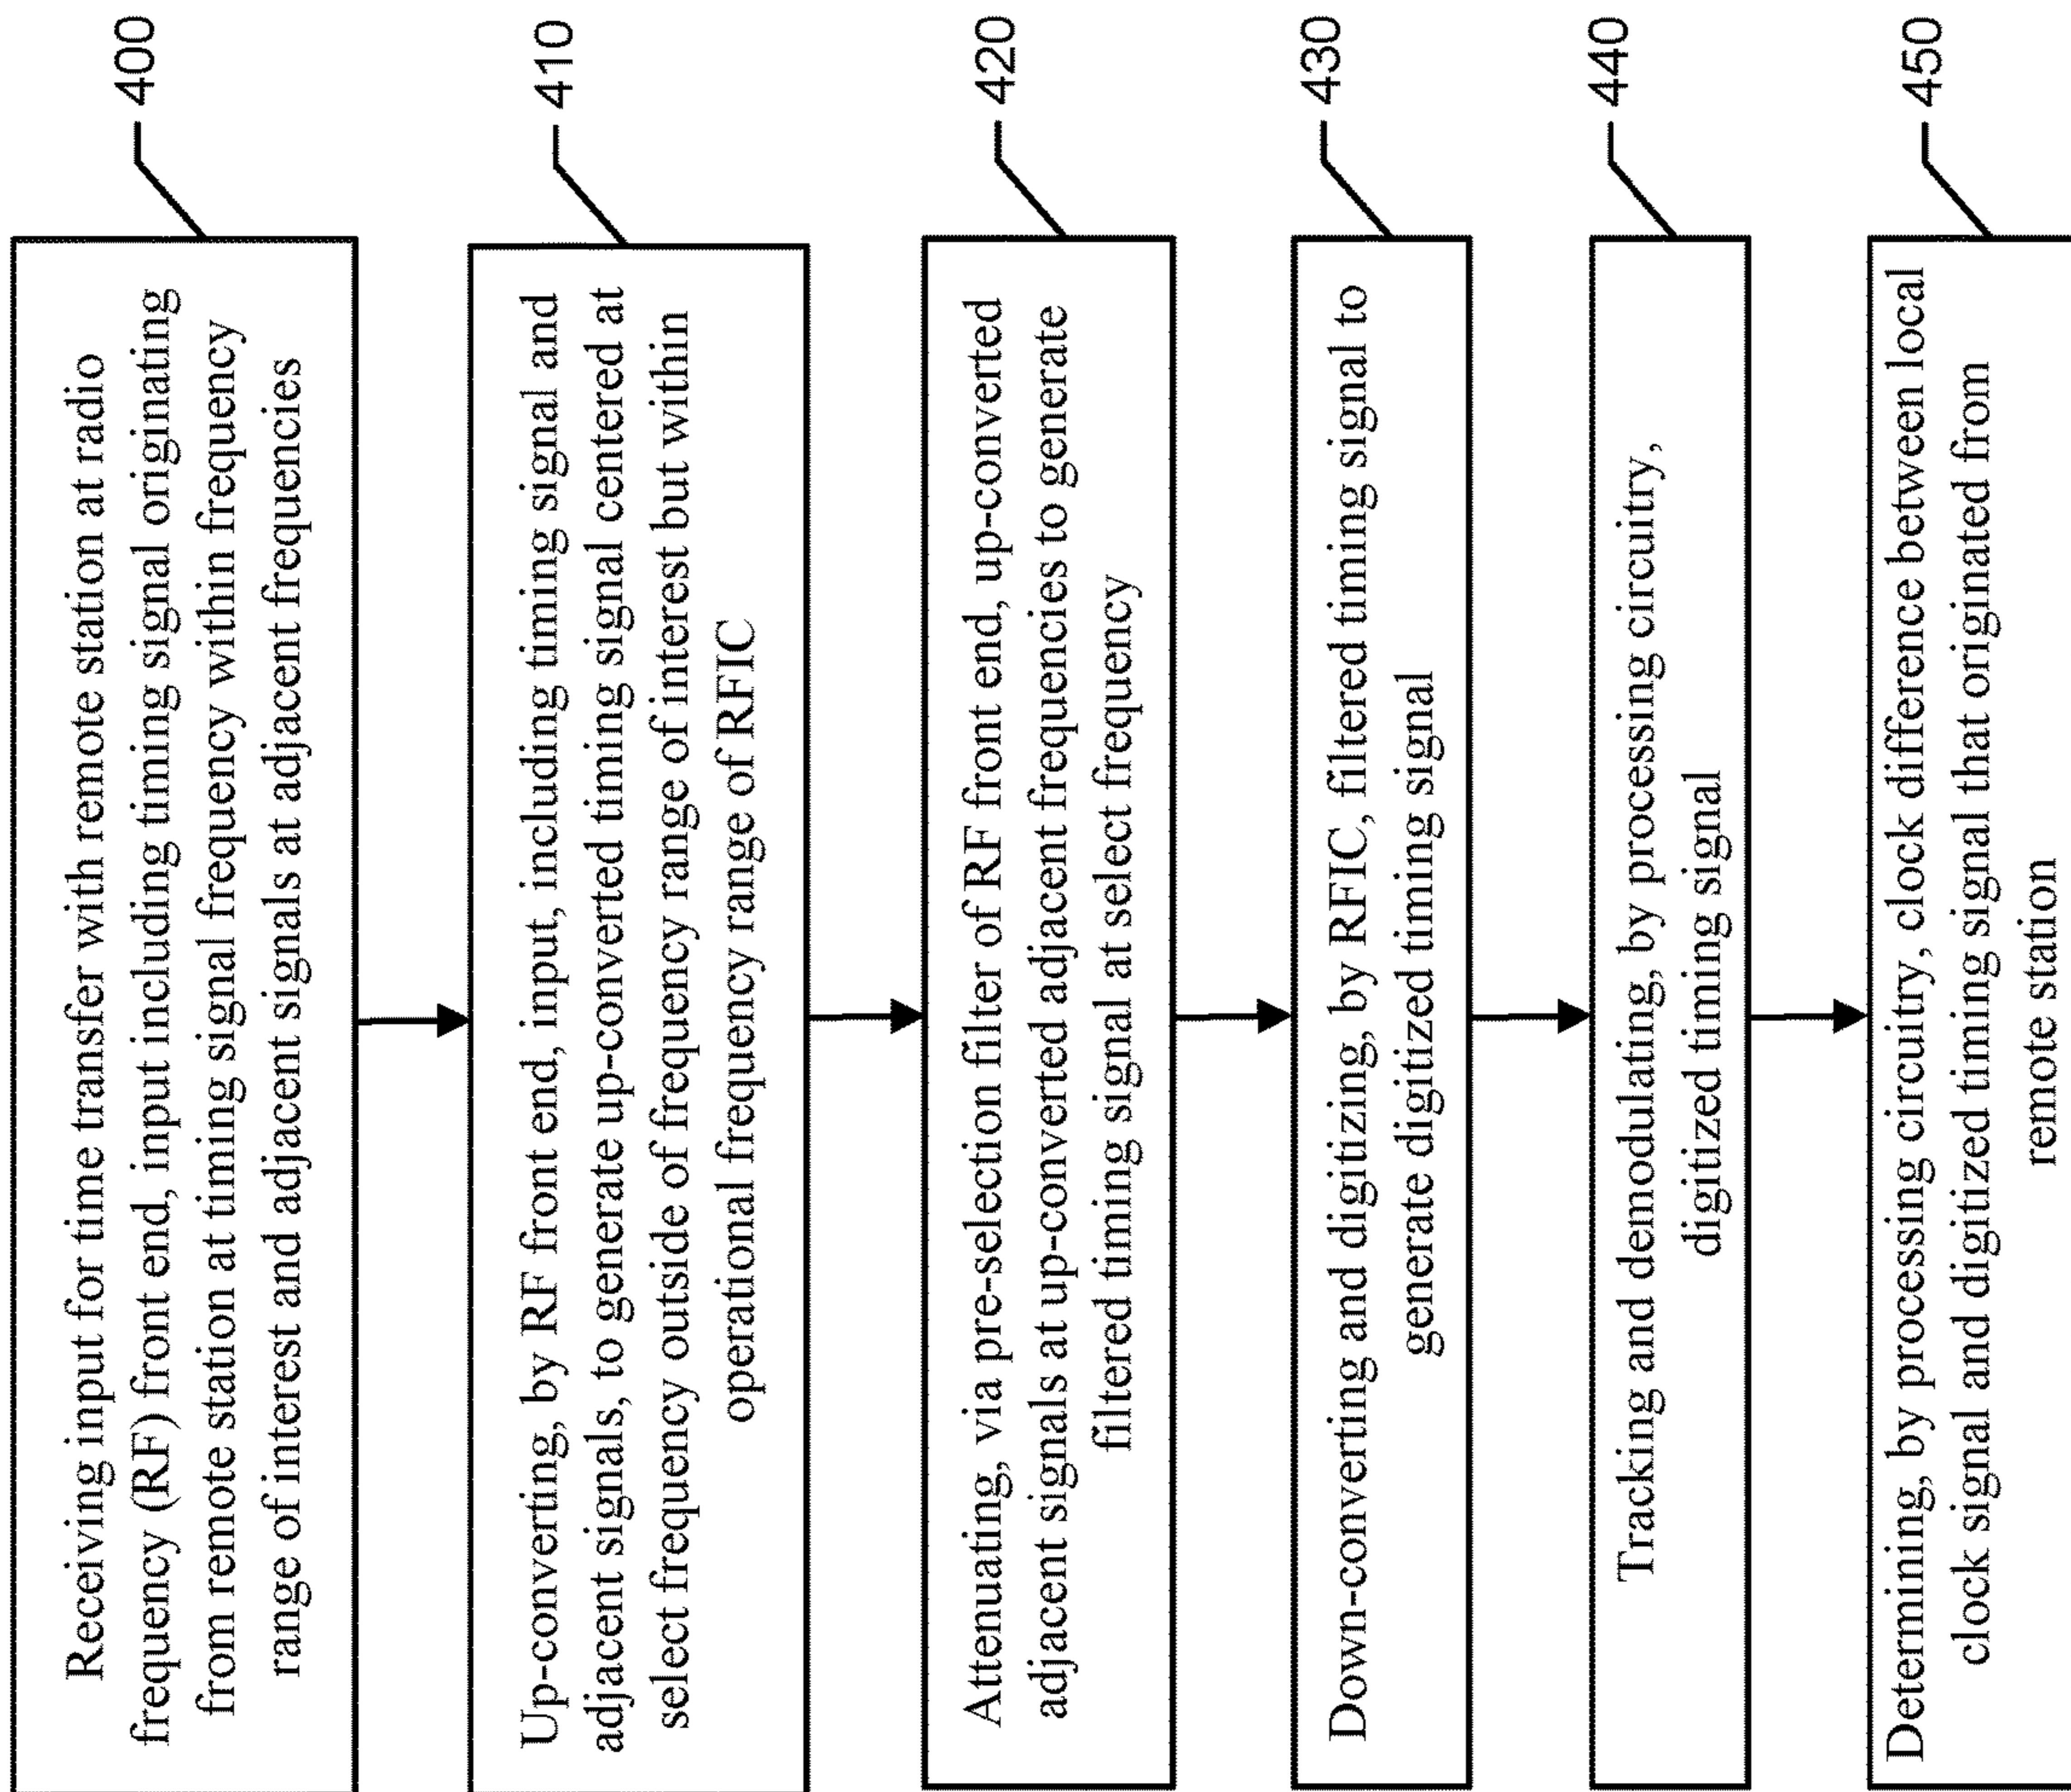 Receiving input for time transfer with remote station at radio
frequency (RF) front end, input including timing signal originating
from remote station at timing signal frequency within frequency
range of interest and adjacent signals at adjacent frequencies
400
Up-converting, by RF front end, input, including timing signal and
adjacent signals, to generate up-converted timing signal centered at
select frequency outside of frequency range of interest but within
operational frequency range of RFIC
410
Attenuating, via pre-selection filter of RF front end, up-converted
adjacent signals at up-converted adjacent frequencies to generate
filtered timing signal at select frequency
420
Down-converting and digitizing, by RFIC, filtered timing signal to
generate digitized timing signal
430
Tracking and demodulating, by processing circuitry,
digitized timing signal
440
Determining, by processing circuitry, clock difference between local
clock signal and digitized timing signal that originated from
remote station
450